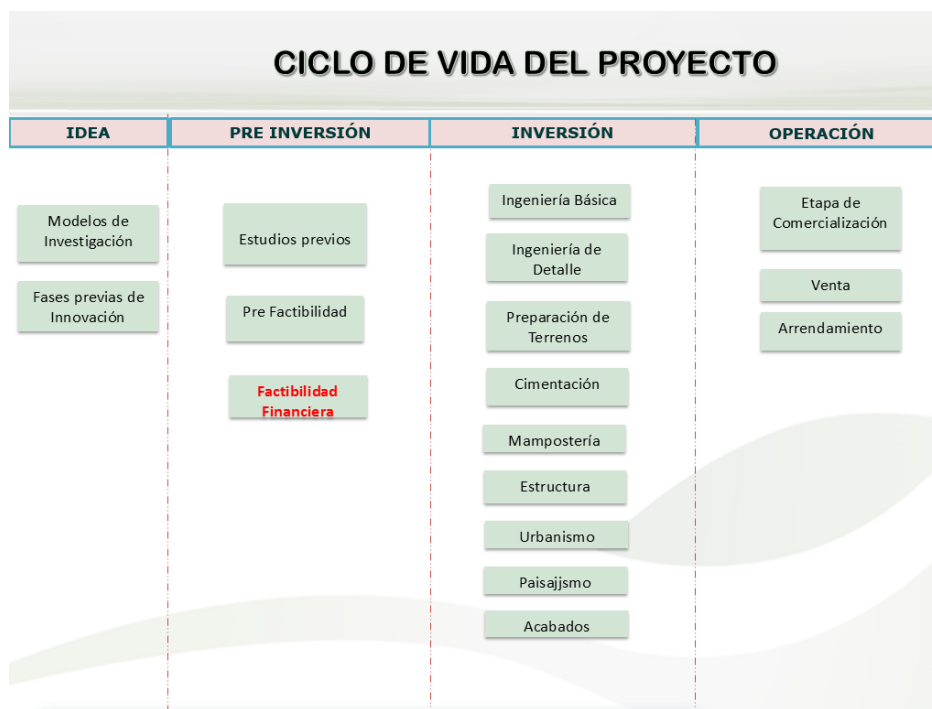 CICLO DE VIDA DEL PROYECTO
IDEA
PRE INVERSIÓN
INVERSIÓN
OPERACIÓN
Modelos de
Investigación
Fases previas de
Innovación
Estudios previos
Pre Factibilidad
Factibilidad
Financiera
Ingeniería Básica
Ingeniería de
Detalle
Preparación de
Terrenos
Cimentación
Mampostería
Estructura
Urbanismo
Paisajjsmo
Acabados
Etapa de
Comercialización
Venta
Arrendamiento